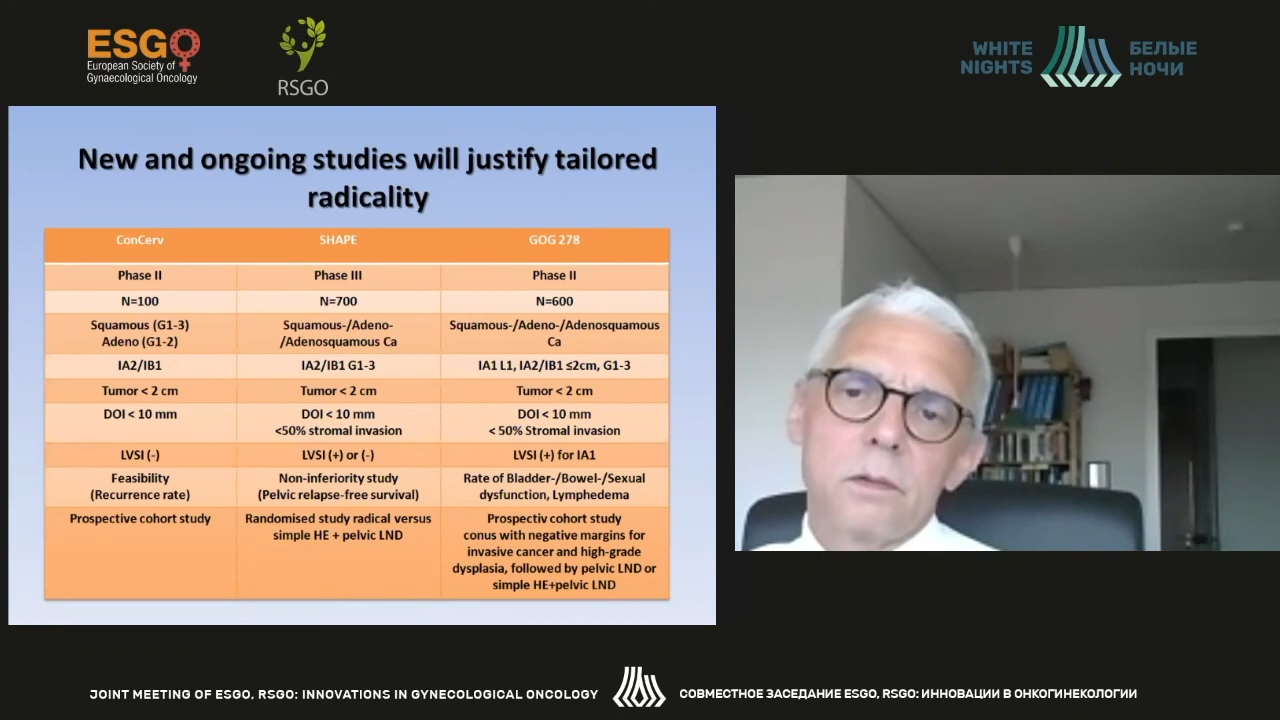 ESGO
European Society of
Gynaecological Oncology
RSGO
WHITE
NIGHTS
БЕЛЫЕ
НОЧИ
New and ongoing studies will justify tailored
radicality
ConCerv SHAPE GOG 278
Phase II Phase III Phase II
N=100 N=700 N=600
Squamous (G1-3)
Adeno (G1-2)
Squamous-/Adeno-
/Adenosquamous Ca
Squamous-/Adeno-/Adenosquamous
Ca
IA2/IB1 IA2/IB1 G1-3 IA1 L1, IA2/IB1 ≤2cm, G1-3
Tumor < 2 cm Tumor < 2 cm Tumor < 2 cm
DOI < 10 mm
DOI < 10 mm
<50% stromal invasion
DOI < 10 mm
< 50% Stromal invasion
LVSI (-) LVSI (+) or (-) LVSI (+) for IA1
Feasibility
(Recurrence rate)
Non-inferiority study
(Pelvic relapse-free survival)
Rate of Bladder-/Bowel-/Sexual
dysfunction, Lymphedema
Prospective cohort study
Randomised study radical versus
simple HE + pelvic LND
Prospectiv cohort study
conus with negative margins for
invasive cancer and high-grade
dysplasia, followed by pelvic LND or
simple HE+pelvic LND
JOINT MEETING OF ESGO, RSGO: INNOVATIONS IN GYNECOLOGICAL ONCOLOGY
СОВМЕСТНОЕ ЗАСЕДАНИЕ ESGO, RSGO: ИННОВАЦИИ В ОНКОГИНЕКОЛОГИИ